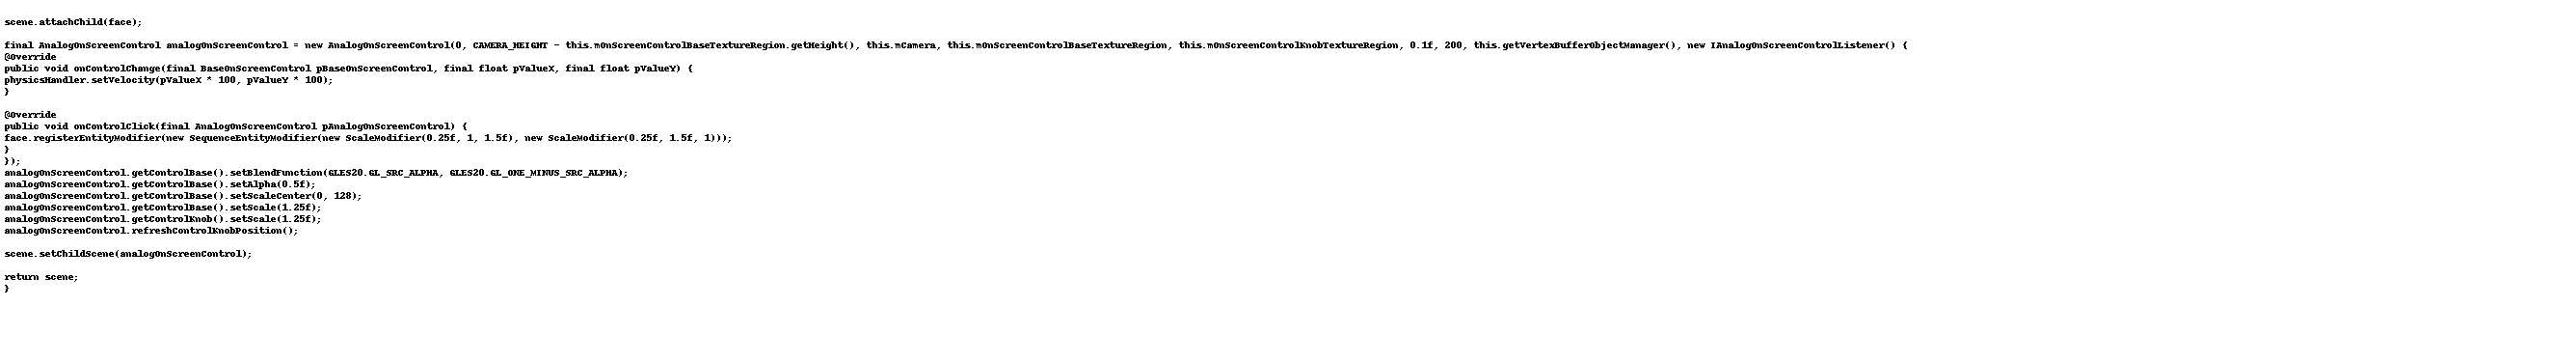 scene.attachChild(face);
final AnalogOnScreenControl analogOnScreenControl = new AnalogOnScreenControl(0, CAMERA_HEIGHT - this.mOnScreenControlBaseTextureRegion.getHeight(), this.mCamera, this.mOnScreenControlBaseTextureRegion, this.mOnScreenControlKnobTextureRegion, 0.1f, 200, this.getVertexBufferObjectManager(), new IAnalogOnScreenControlListener() {
@Override
public void onControlChange(final BaseOnScreenControl pBaseOnScreenControl, final float pValueX, final float pValueY) {
physicsHandler.setVelocity(pValueX * 100, pValueY * 100);
}
@Override
public void onControlClick(final AnalogOnScreenControl pAnalogOnScreenControl) {
face.registerEntityModifier(new SequenceEntityModifier(new ScaleModifier(0.25f, 1, 1.5f), new ScaleModifier(0.25f, 1.5f, 1)));
}
});
analogOnScreenControl.getControlBase().setBlendFunction(GLES20.GL_SRC_ALPHA, GLES20.GL_ONE_MINUS_SRC_ALPHA);
analogOnScreenControl.getControlBase().setAlpha(0.5f);
analogOnScreenControl.getControlBase().setScaleCenter(0, 128);
analogOnScreenControl.getControlBase().setScale(1.25f);
analogOnScreenControl.getControlKnob().setScale(1.25f);
analogOnScreenControl.refreshControlKnobPosition();
scene.setChildScene(analogOnScreenControl);
return scene;
}